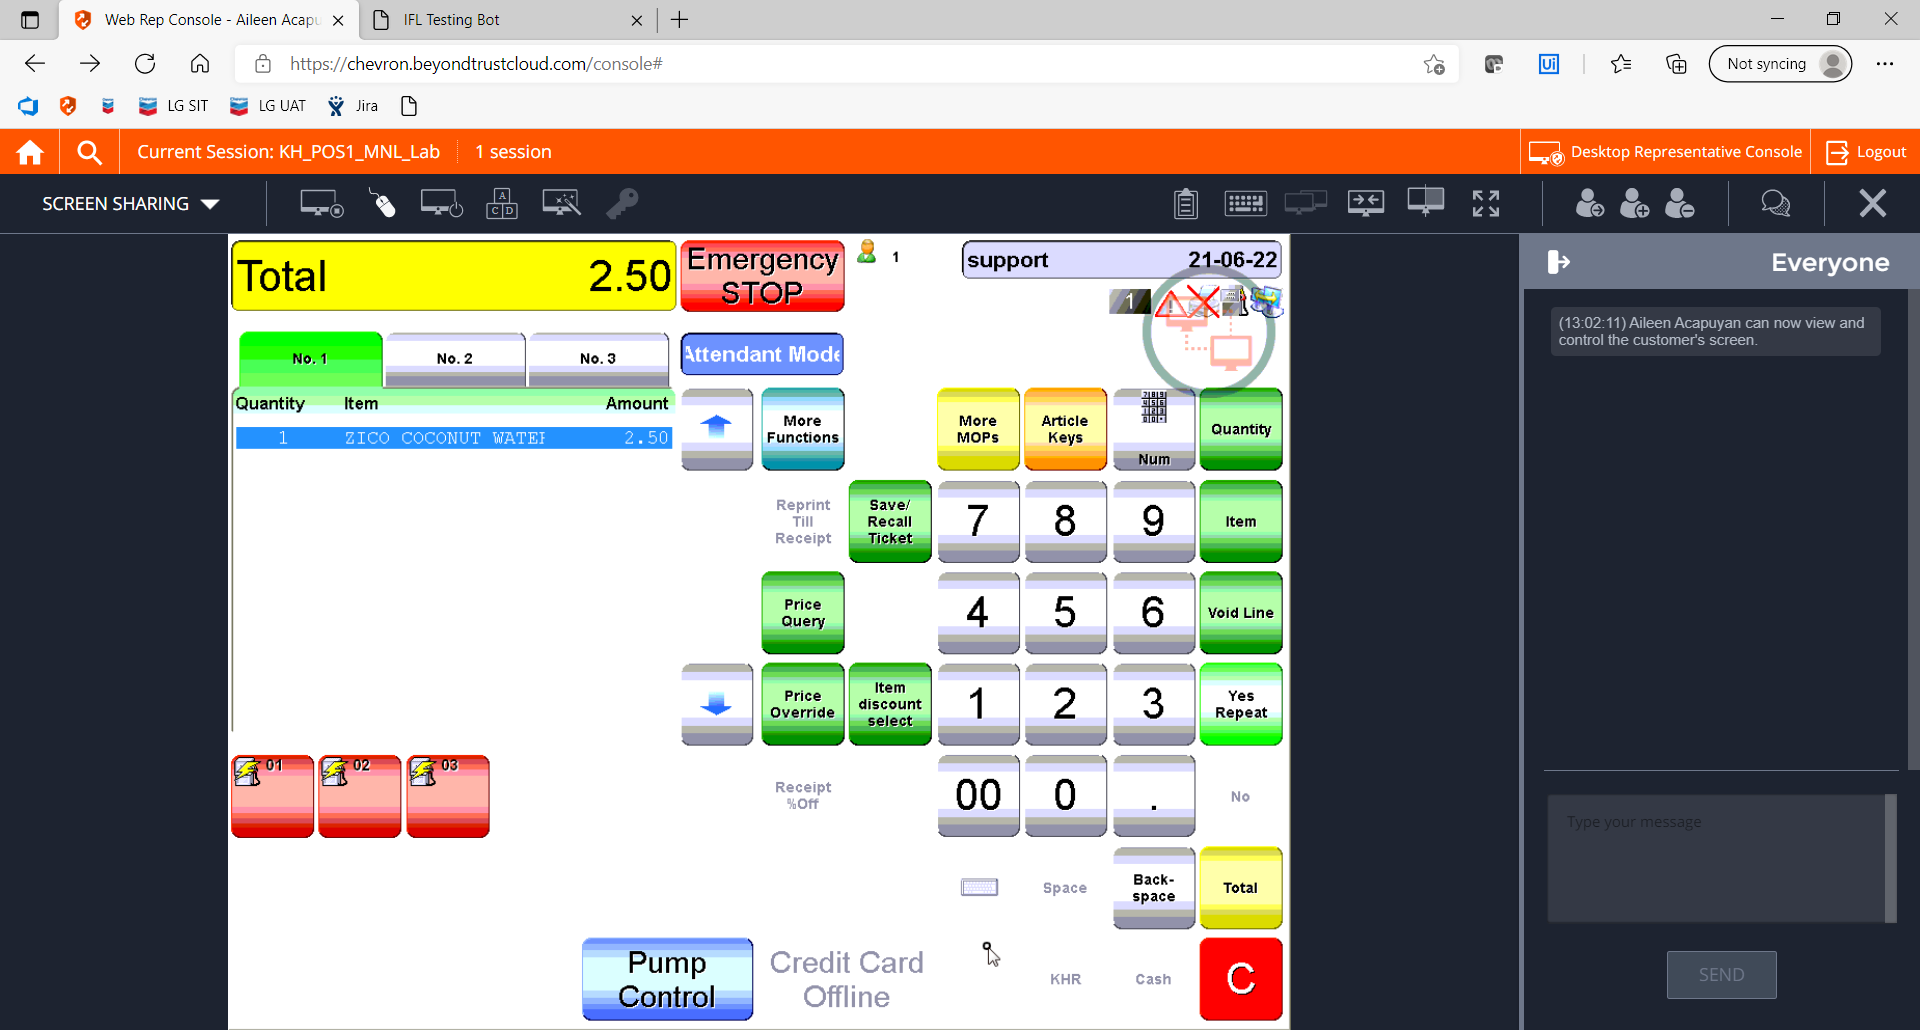 Web Rep Console - Aileen Acapu
IFL Testing Bot
https://chevron.beyondtrustcloud.com/console#
Not syncing
LG SIT
LG UAT
Jira
Current Session: KH_POS1_MNL_Lab
1 session
Desktop Representative Console
Logout
SCREEN SHARING
Total 2.50
Emergency
STOP
1
support 21-06-22
1
No. 1
No. 2
No. 3
Attendant Mode
Quantity Item Amount
1 ZICO COCONUT WATER 2.50
More
Functions
More
MOPs
Article
Keys
Num
Quantity
Reprint
Till
Receipt
Save/
Recall
Ticket
7
8
9
Item
Price
Query
4
5
6
Void Line
Price
Override
Item
discount
select
1
2
3
Yes
Repeat
01
02
03
Receipt
%Off
00
0
.
No
Space
Back-
space
Total
Pump
Control
Credit Card
Offline
KHR
Cash
C
Everyone
(13:02:11) Aileen Acapuyan can now view and
control the customer's screen.
Type your message
SEND